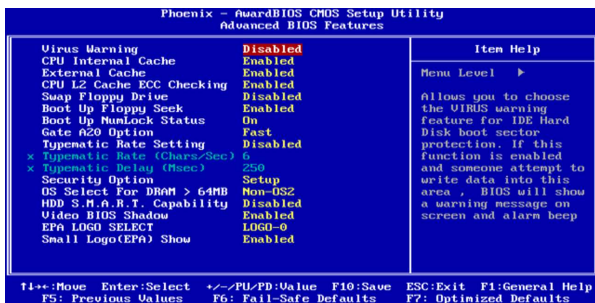 Phoenix - AwardBIOS CMOS Setup Utility
Advanced BIOS Features
Virus Warning Disabled
CPU Internal Cache Enabled
External Cache Enabled
CPU L2 Cache ECC Checking Enabled
Swap Floppy Drive Disabled
Boot Up Floppy Seek Enabled
Boot Up NumLock Status On
Gate A20 Option Fast
Typematic Rate Setting Disabled
x Typematic Rate (Chars/Sec) 6
x Typematic Delay (Msec) 250
Security Option Setup
OS Select For DRAM > 64MB Non-OS2
HDD S.M.A.R.T. Capability Disabled
Video BIOS Shadow Enabled
EPA LOGO SELECT LOGO-0
Small Logo(EPA) Show Enabled
Item Help
Menu Level ▶
Allows you to choose
the VIRUS warning
feature for IDE Hard
Disk boot sector
protection. If this
function is enabled
and someone attempt to
write data into this
area , BIOS will show
a warning message on
screen and alarm beep
↑↓→←:Move Enter:Select +/-/PU/PD:Value F10:Save ESC:Exit F1:General Help
F5: Previous Values F6: Fail-Safe Defaults F7: Optimized Defaults